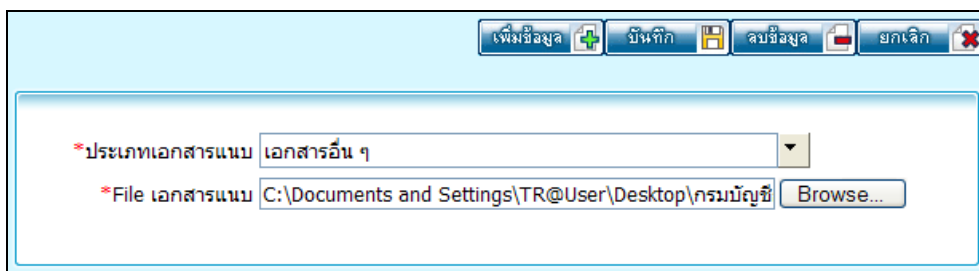 เพิ่มข้อมูล บันทึก ลบข้อมูล ยกเลิก
*ประเภทเอกสารแนบ เอกสารอื่น ๆ
*File เอกสารแนบ C:\Documents and Settings\TR@User\Desktop\กรมบัญชี Browse...